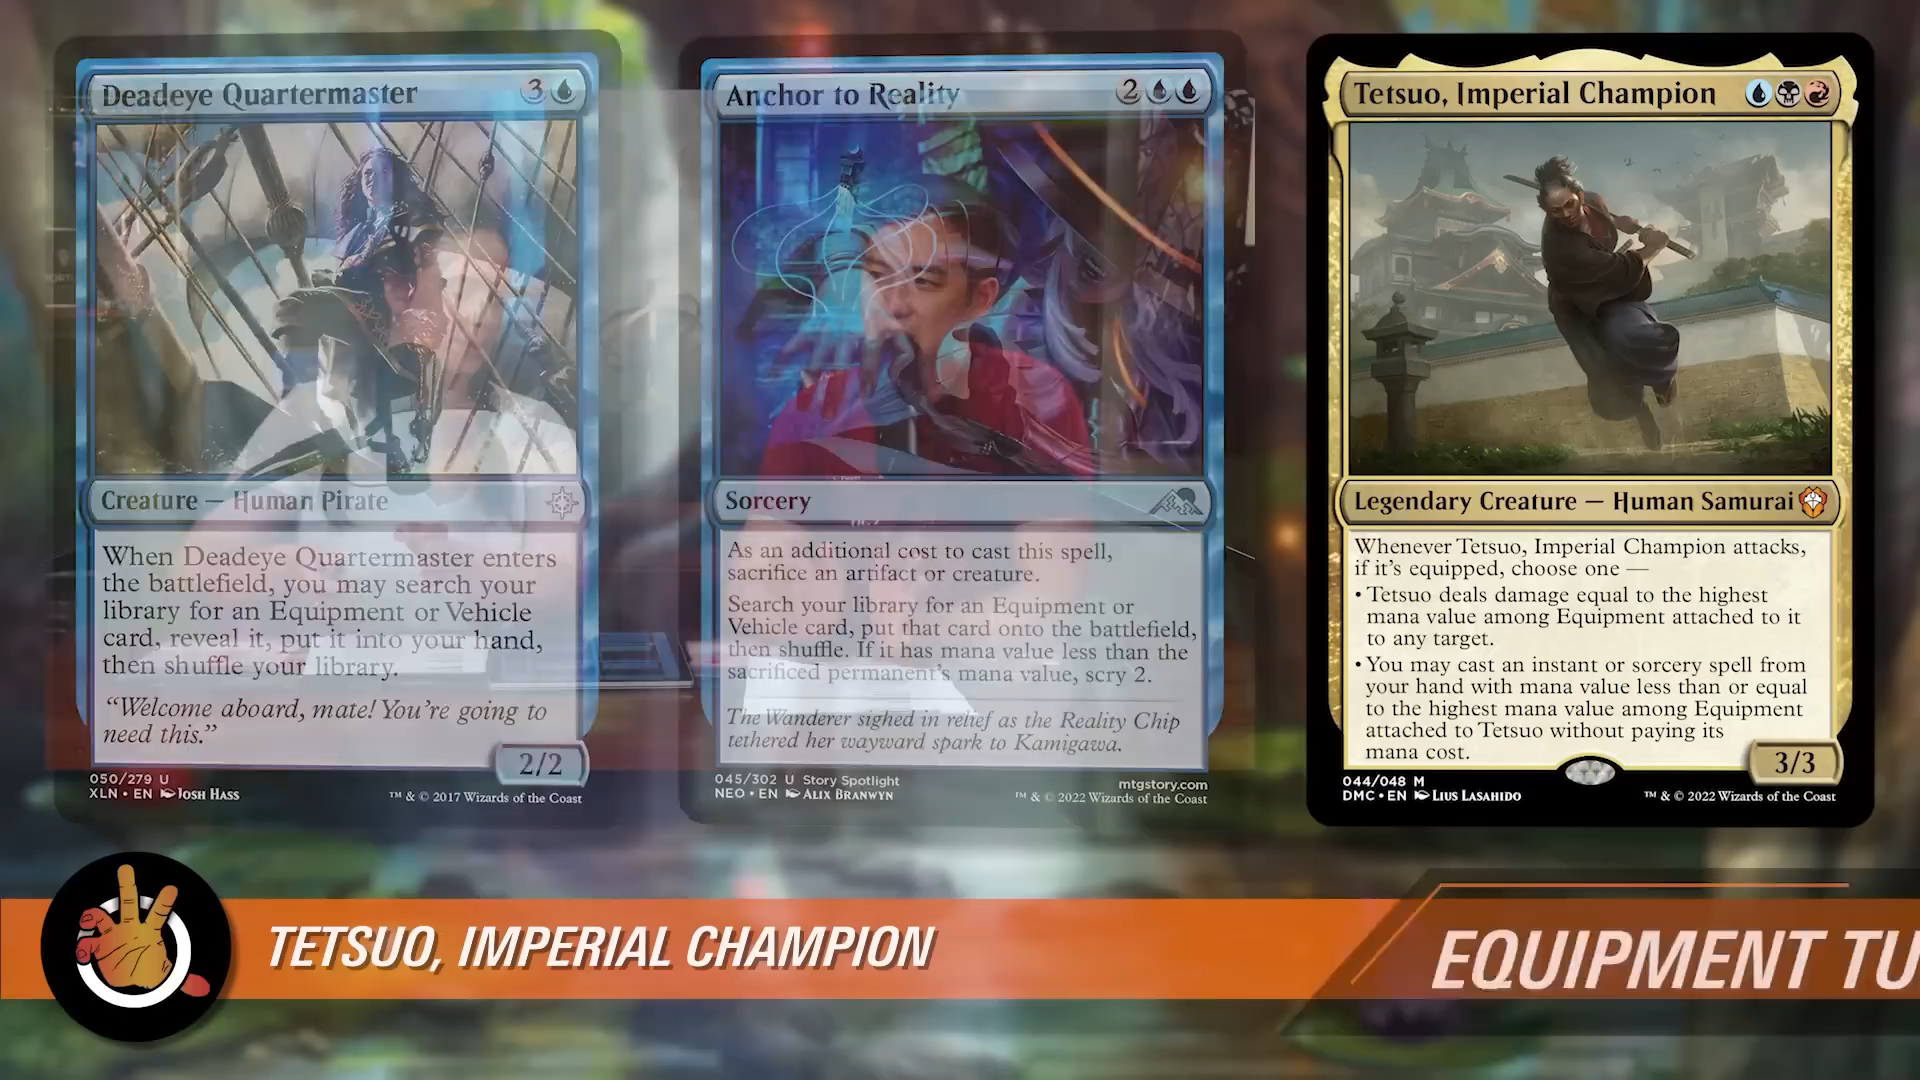 Deadeye Quartermaster 3
Creature — Human Pirate
When Deadeye Quartermaster enters
the battlefield, you may search your
library for an Equipment or Vehicle
card, reveal it, put it into your hand,
then shuffle your library.
“Welcome aboard, mate! You’re going to
need this.”
2/2
050/279 U
XLN • EN Josh Hass
™ & © 2017 Wizards of the Coast
Anchor to Reality 2
Sorcery
As an additional cost to cast this spell,
sacrifice an artifact or creature.
Search your library for an Equipment or
Vehicle card, put that card onto the battlefield,
then shuffle. If it has mana value less than the
sacrificed permanent’s mana value, scry 2.
The Wanderer sighed in relief as the Reality Chip
tethered her wayward spark to Kamigawa.
045/302 U Story Spotlight
NEO • EN Alix Branwyn
mtgstory.com
™ & © 2022 Wizards of the Coast
Tetsuo, Imperial Champion
Legendary Creature — Human Samurai
Whenever Tetsuo, Imperial Champion attacks,
if it’s equipped, choose one —
• Tetsuo deals damage equal to the highest
mana value among Equipment attached to it
to any target.
• You may cast an instant or sorcery spell from
your hand with mana value less than or equal
to the highest mana value among Equipment
attached to Tetsuo without paying its
mana cost.
3/3
044/048 M
DMC • EN Lius Lasahido
™ & © 2022 Wizards of the Coast
TETSUO, IMPERIAL CHAMPION
EQUIPMENT TU